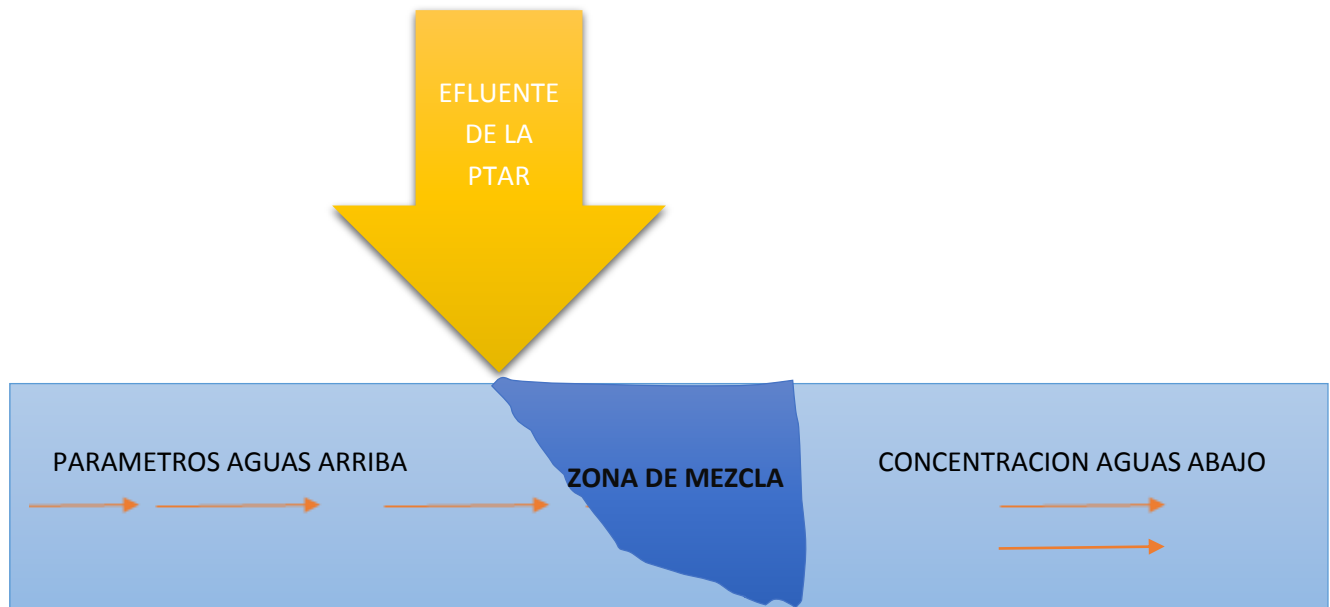 EFLUENTE
DE LA
PTAR
PARAMETROS AGUAS ARRIBA
ZONA DE MEZCLA
CONCENTRACION AGUAS ABAJO